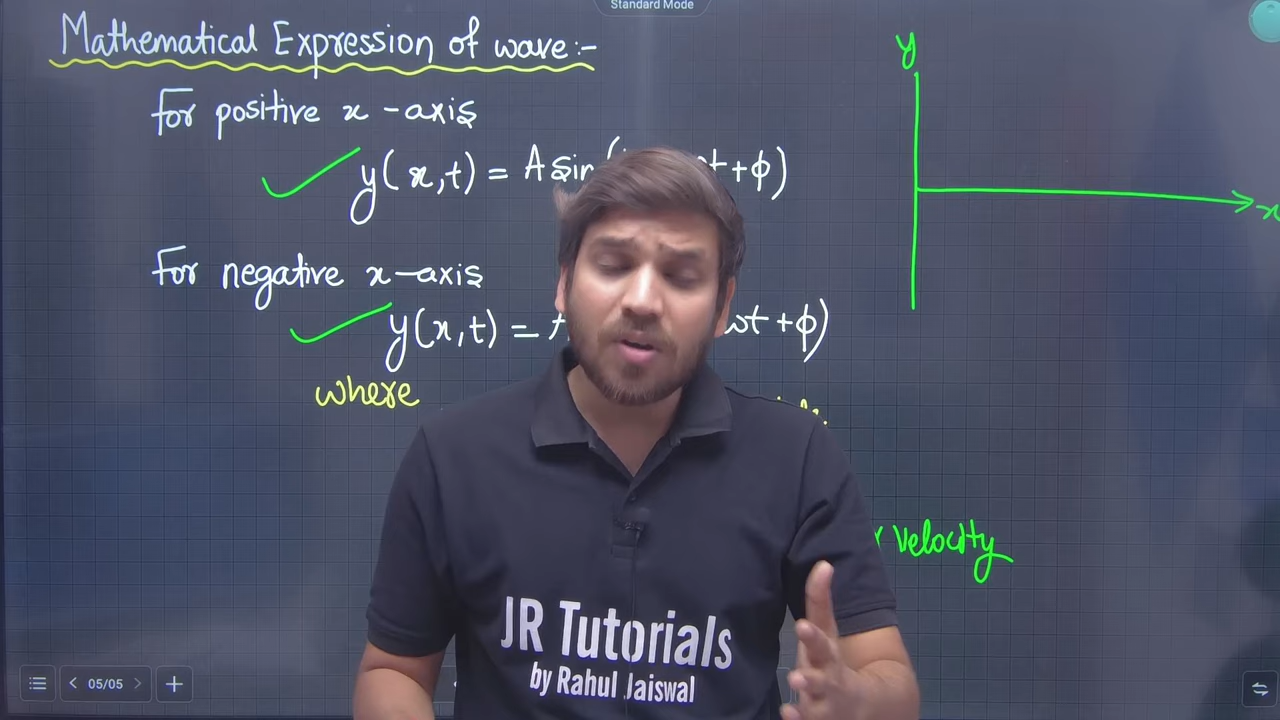 Standard Mode
Mathematical Expression of wave:-
For positive x-axis
y(x,t) = A sin( t+ϕ)
For negative x-axis
y(x,t) = A ωt+ϕ)
where
velocity
y
x
JR Tutorials
by Rahul Jaiswal
05/05